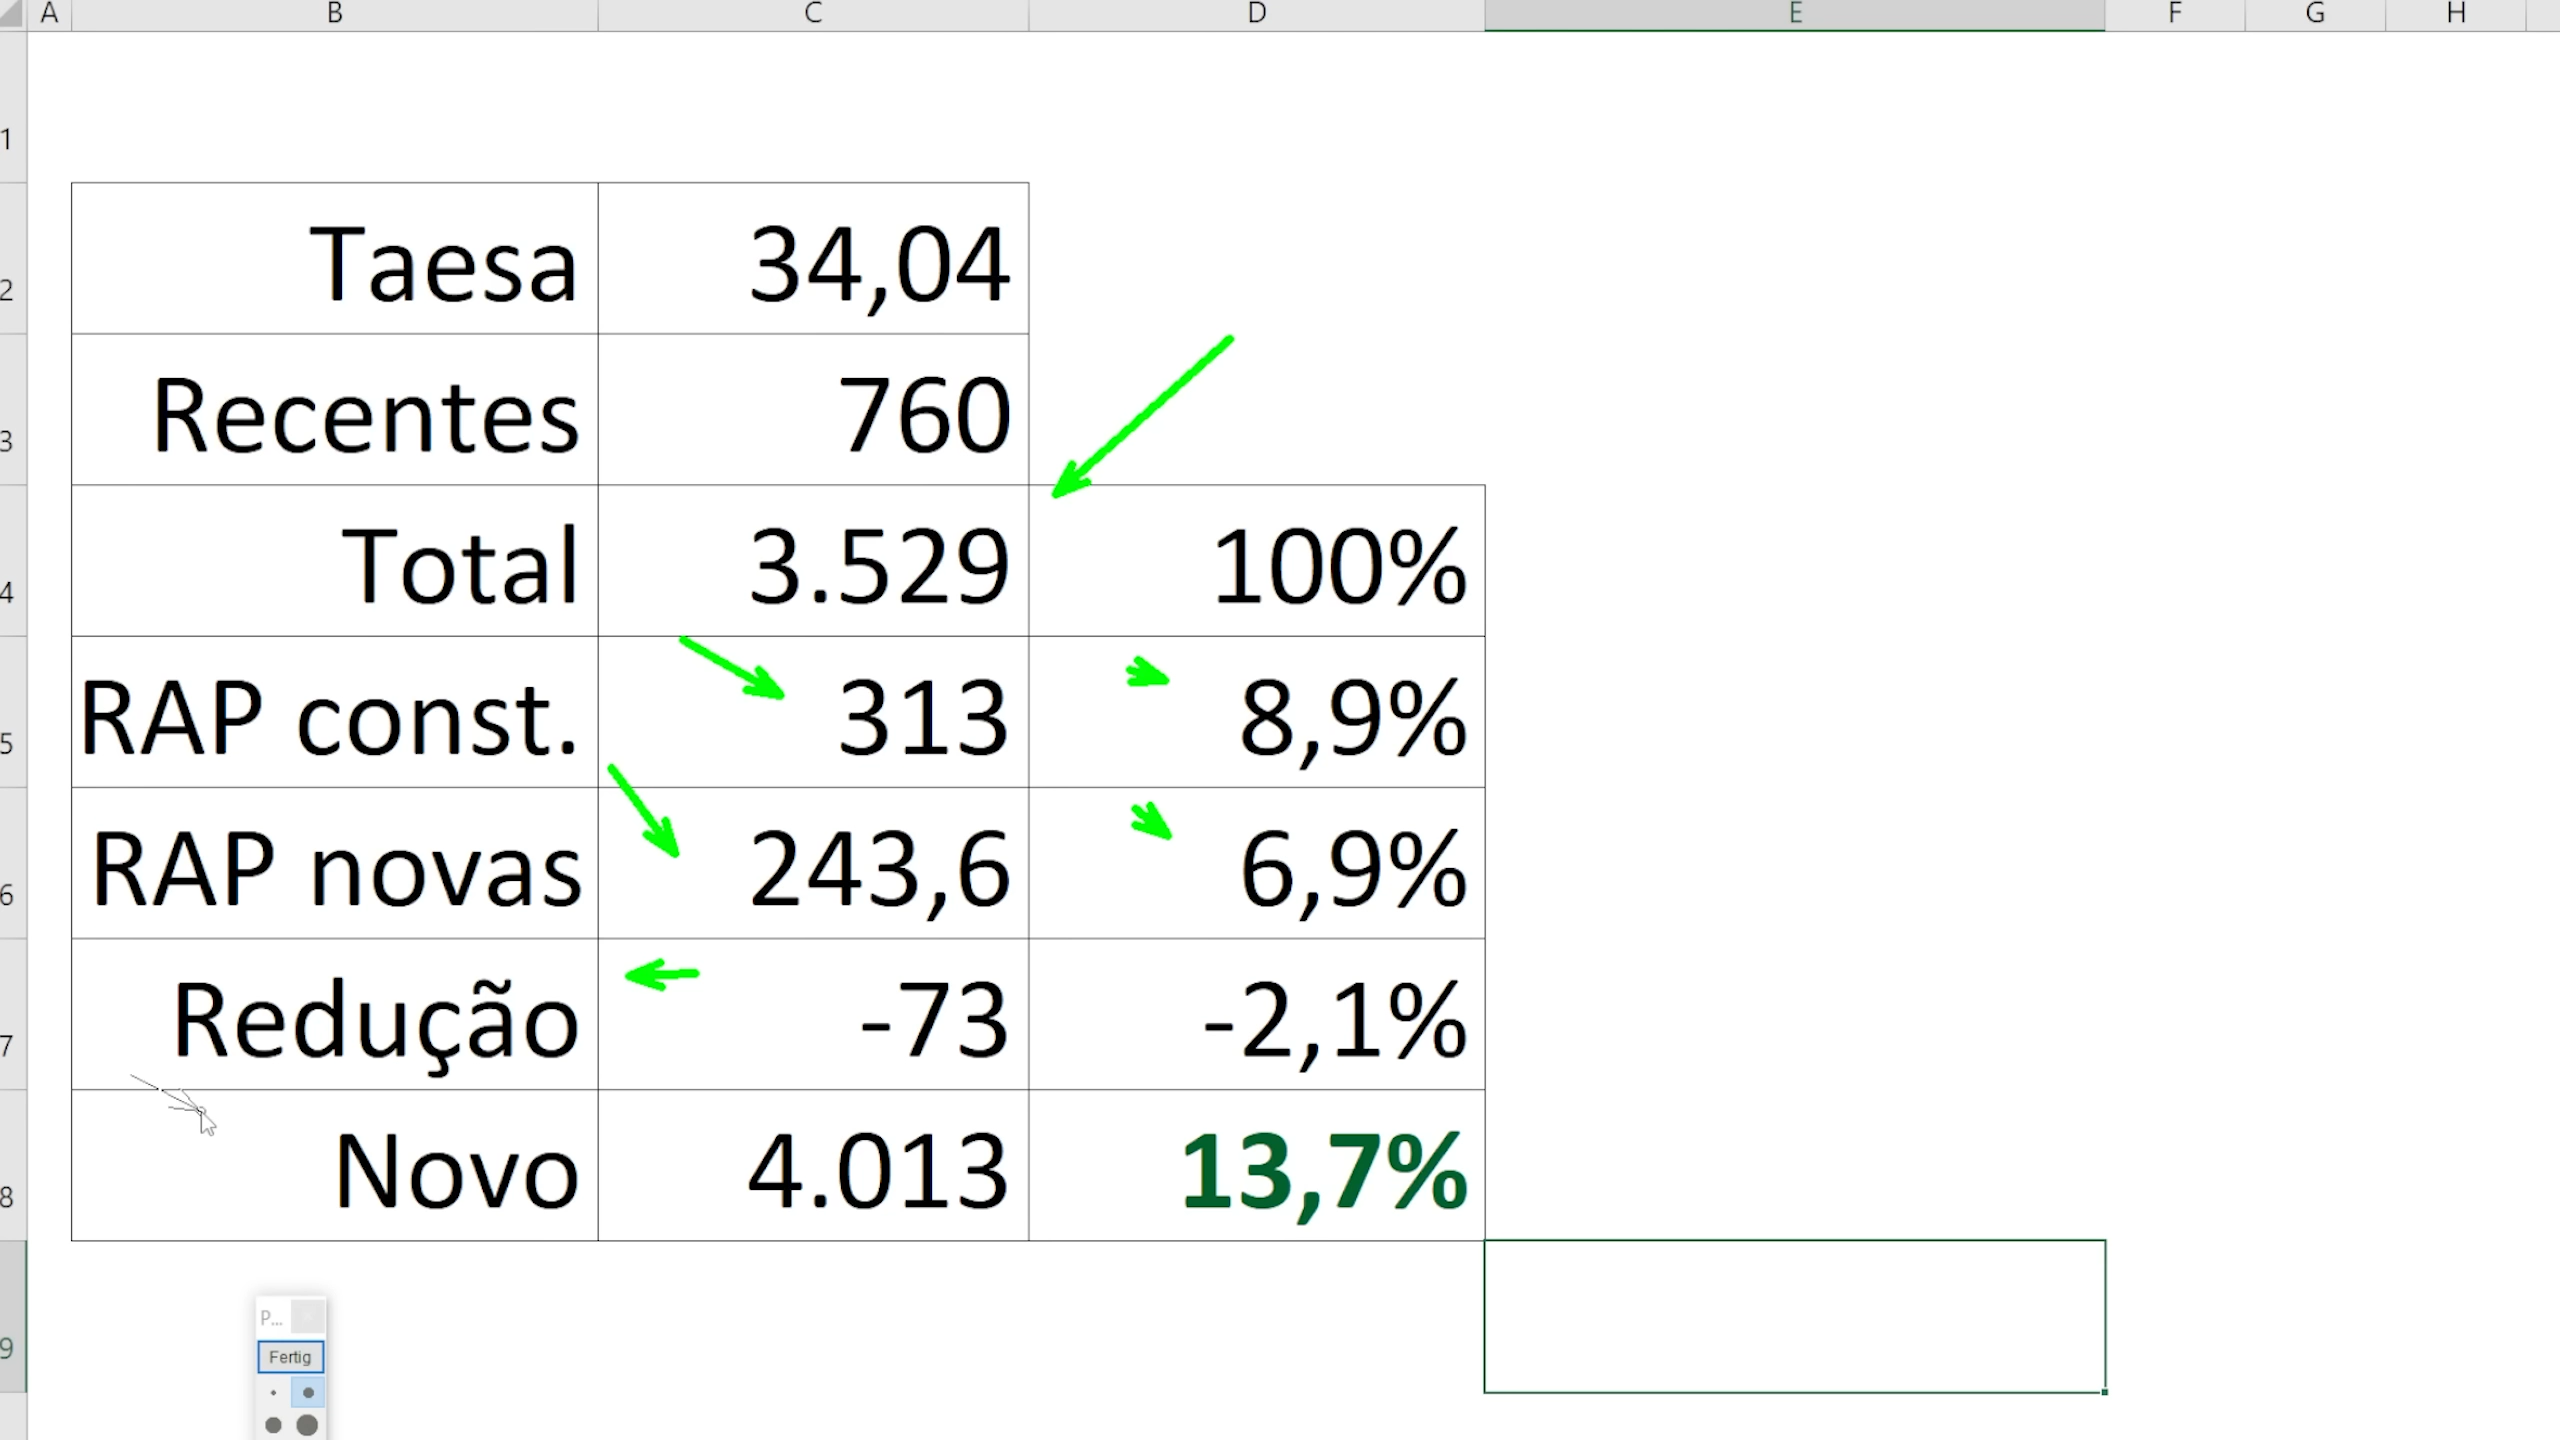 A B C D E F G H
1
2 Taesa 34,04
3 Recentes 760
4 Total 3.529 100%
5 RAP const. 313 8,9%
6 RAP novas 243,6 6,9%
7 Redução -73 -2,1%
8 Novo 4.013 13,7%
9
P...
Fertig